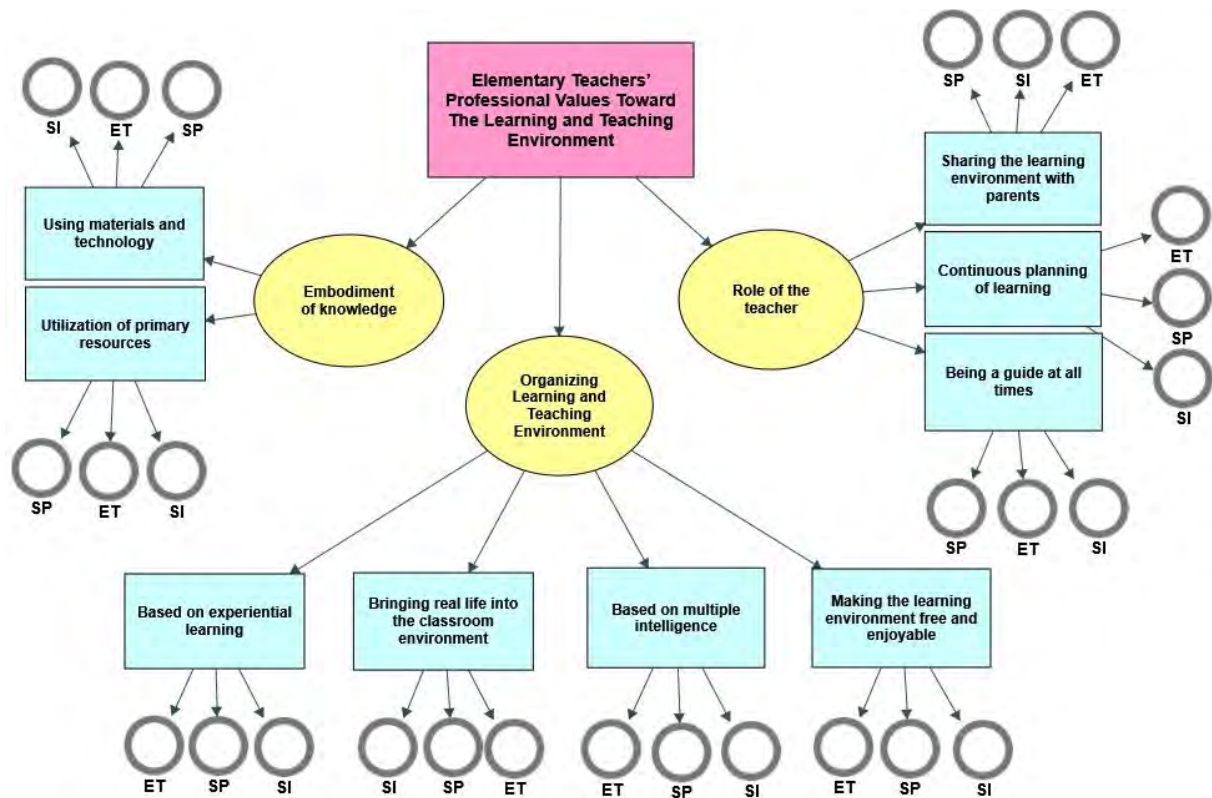 Elementary Teachers'
Professional Values Toward
The Learning and Teaching
Environment
SP
SI
ET
SI
ET
SP
Using materials and
technology
Sharing the learning
environment with
parents
Embodiment
of knowledge
Role of the
teacher
Continuous planning
of learning
ET
SP
SI
Utilization of primary
resources
Being a guide at all
times
Organizing
Learning and
Teaching
Environment
SP
ET
SI
SP
ET
SI
Based on experiential
learning
Bringing real life into
the classroom
environment
Based on multiple
intelligence
Making the learning
environment free and
enjoyable
ET
SP
SI
SI
SP
ET
ET
SP
SI
ET
SP
SI